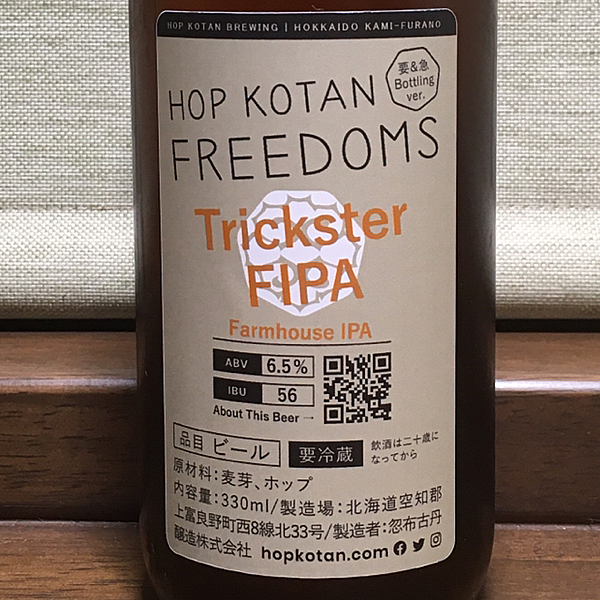 HOP KOTAN BREWING | HOKKAIDO KAMI-FURANO
要&急
Bottling
ver.
HOP KOTAN
FREEDOMS
Trickster
FIPA
Farmhouse IPA
ABV 6.5%
IBU 56
About This Beer →
品目 ビール 要冷蔵 飲酒は二十歳に
なってから
原材料:麦芽、ホップ
内容量:330ml/製造場:北海道空知郡
上富良野町西8線北33号/製造者:忽布古丹
醸造株式会社 hopkotan.com